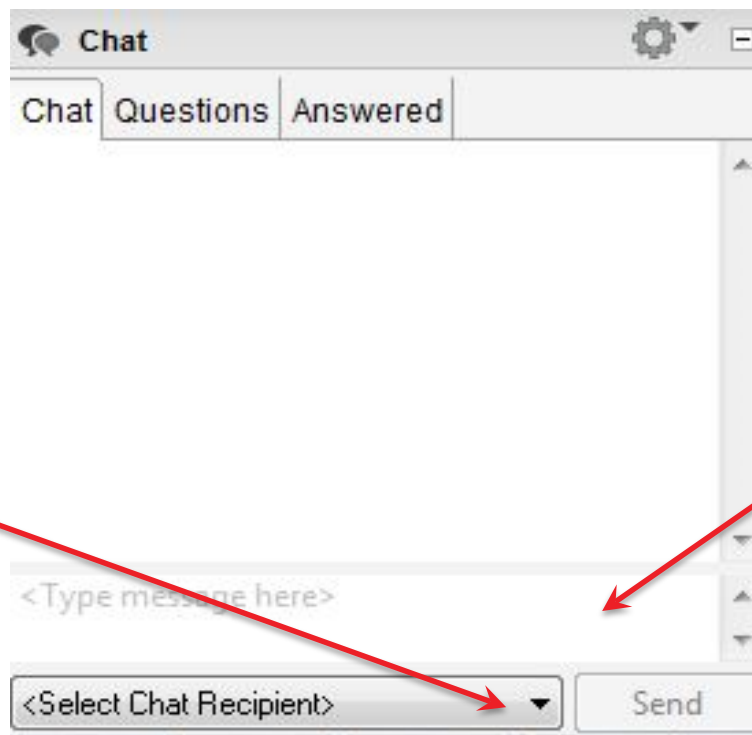 Chat
Chat Questions Answered
<Type message here>
<Select Chat Recipient> Send